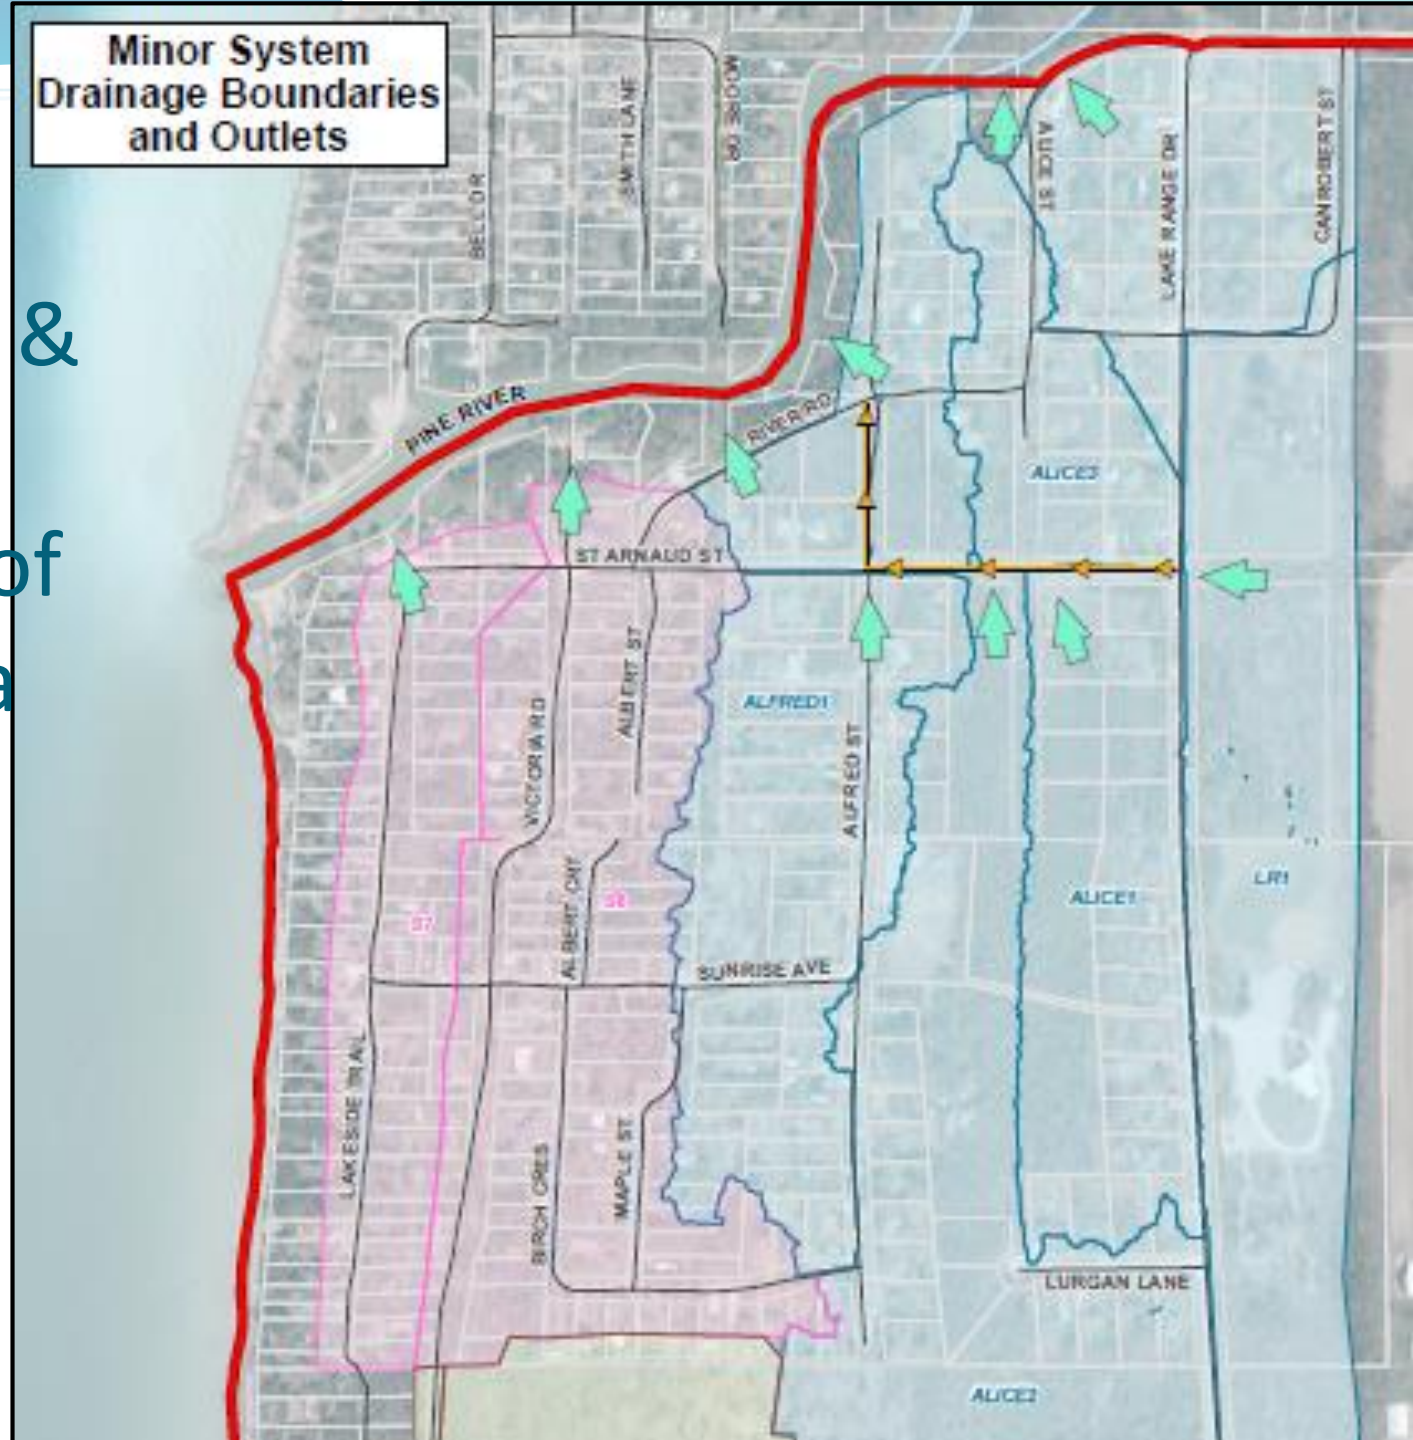 Minor System
Drainage Boundaries
and Outlets
&
of
a
BELL DR
SMITH LANE
MOORE DR
ALICE ST
LAKE RANGE DR
CANROBERT ST
PINE RIVER
RIVER RD
ALICE3
ST ARNAUD ST
ALBERT ST
VICTORIA RD
ALFRED1
ALFRED ST
ALBERT CRT
S7
S8
ALICE1
LR1
SUNRISE AVE
LAKESIDE TRAIL
BIRCH CRES
MAPLE ST
LURGAN LANE
ALICE2